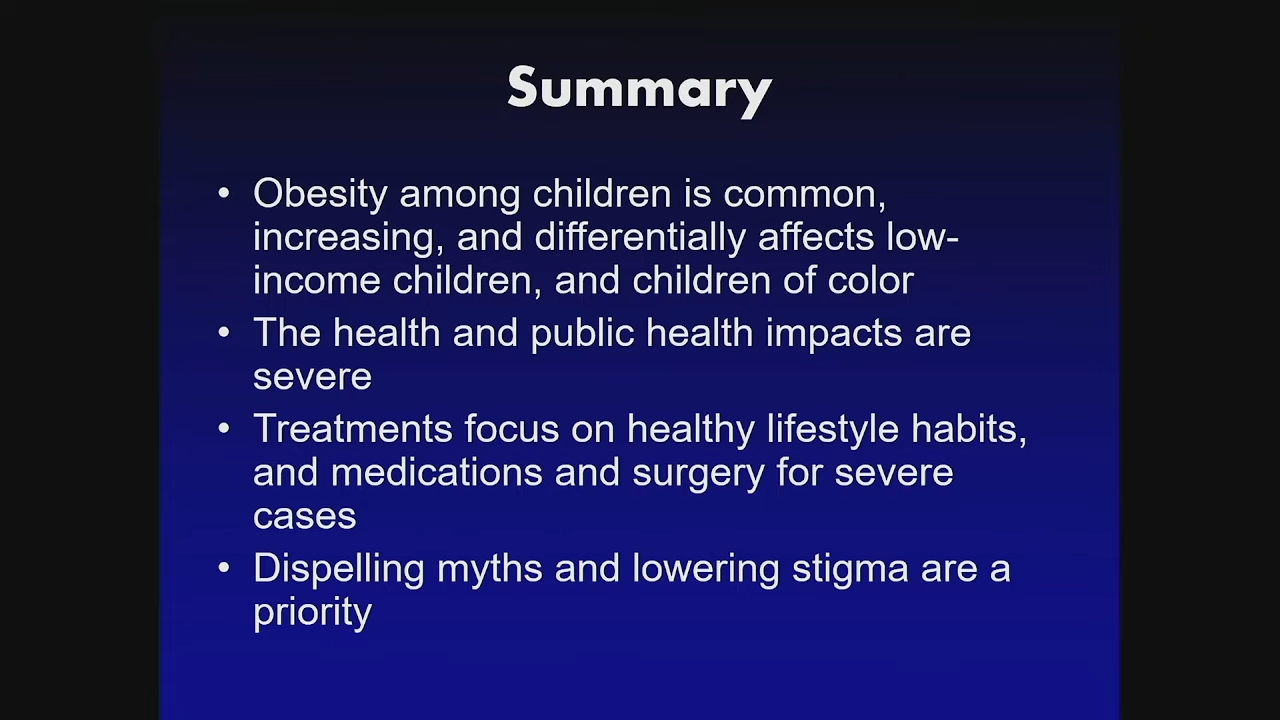 Summary
• Obesity among children is common,
increasing, and differentially affects low-
income children, and children of color
• The health and public health impacts are
severe
• Treatments focus on healthy lifestyle habits,
and medications and surgery for severe
cases
• Dispelling myths and lowering stigma are a
priority